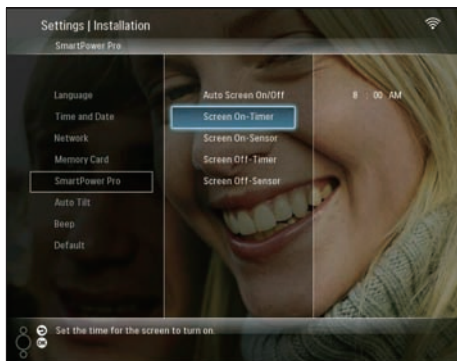 Settings | Installation
SmartPower Pro
Language
Time and Date
Network
Memory Card
SmartPower Pro
Auto Tilt
Beep
Default
Auto Screen On/Off
Screen On-Timer
Screen On-Sensor
Screen Off-Timer
Screen Off-Sensor
8 : 00 AM
OK
Set the time for the screen to turn on.